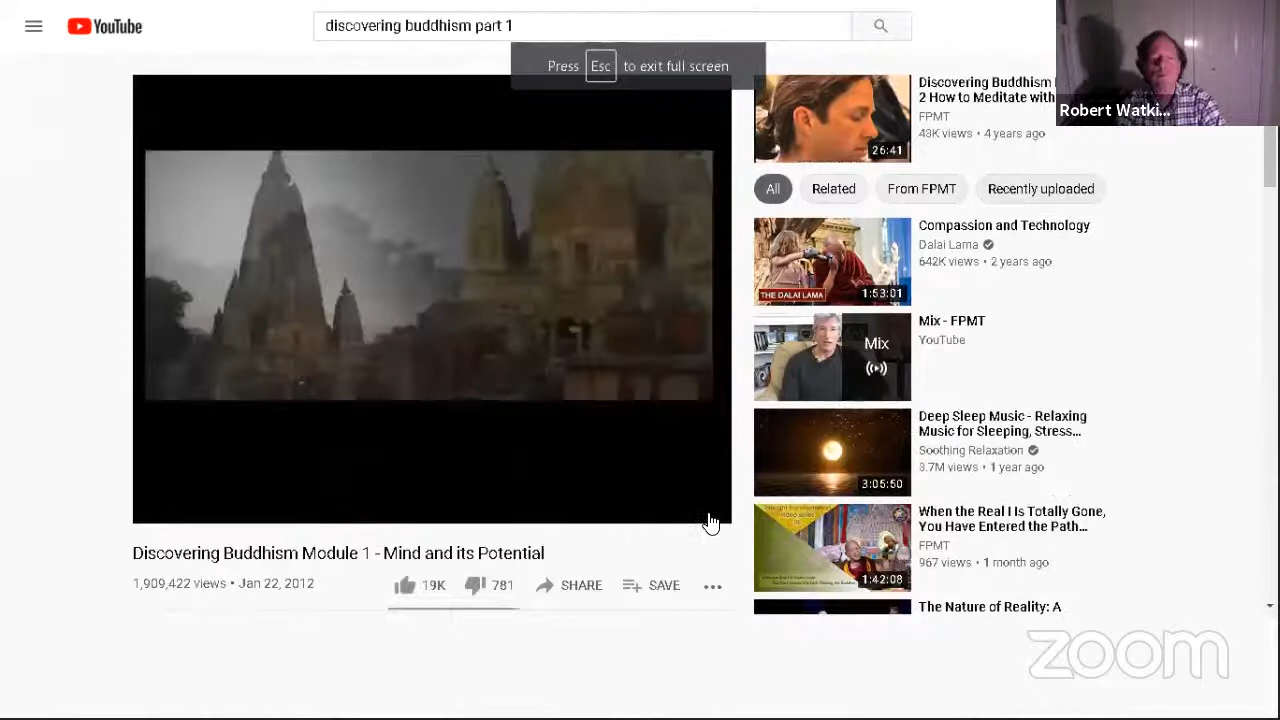 YouTube
discovering buddhism part 1
Press Esc to exit full screen
Robert Watki...
Discovering Buddhism
2 How to Meditate with
FPMT
43K views • 4 years ago
26:41
All
Related
From FPMT
Recently uploaded
Compassion and Technology
Dalai Lama
642K views • 2 years ago
THE DALAI LAMA
1:53:01
Mix - FPMT
YouTube
Mix
Deep Sleep Music - Relaxing
Music for Sleeping, Stress...
Soothing Relaxation
3.7M views • 1 year ago
3:05:50
When the Real I Is Totally Gone,
You Have Entered the Path...
FPMT
967 views • 1 month ago
1:42:08
The Nature of Reality: A
Discovering Buddhism Module 1 - Mind and its Potential
1,909,422 views • Jan 22, 2012
19K
781
SHARE
SAVE
zoom